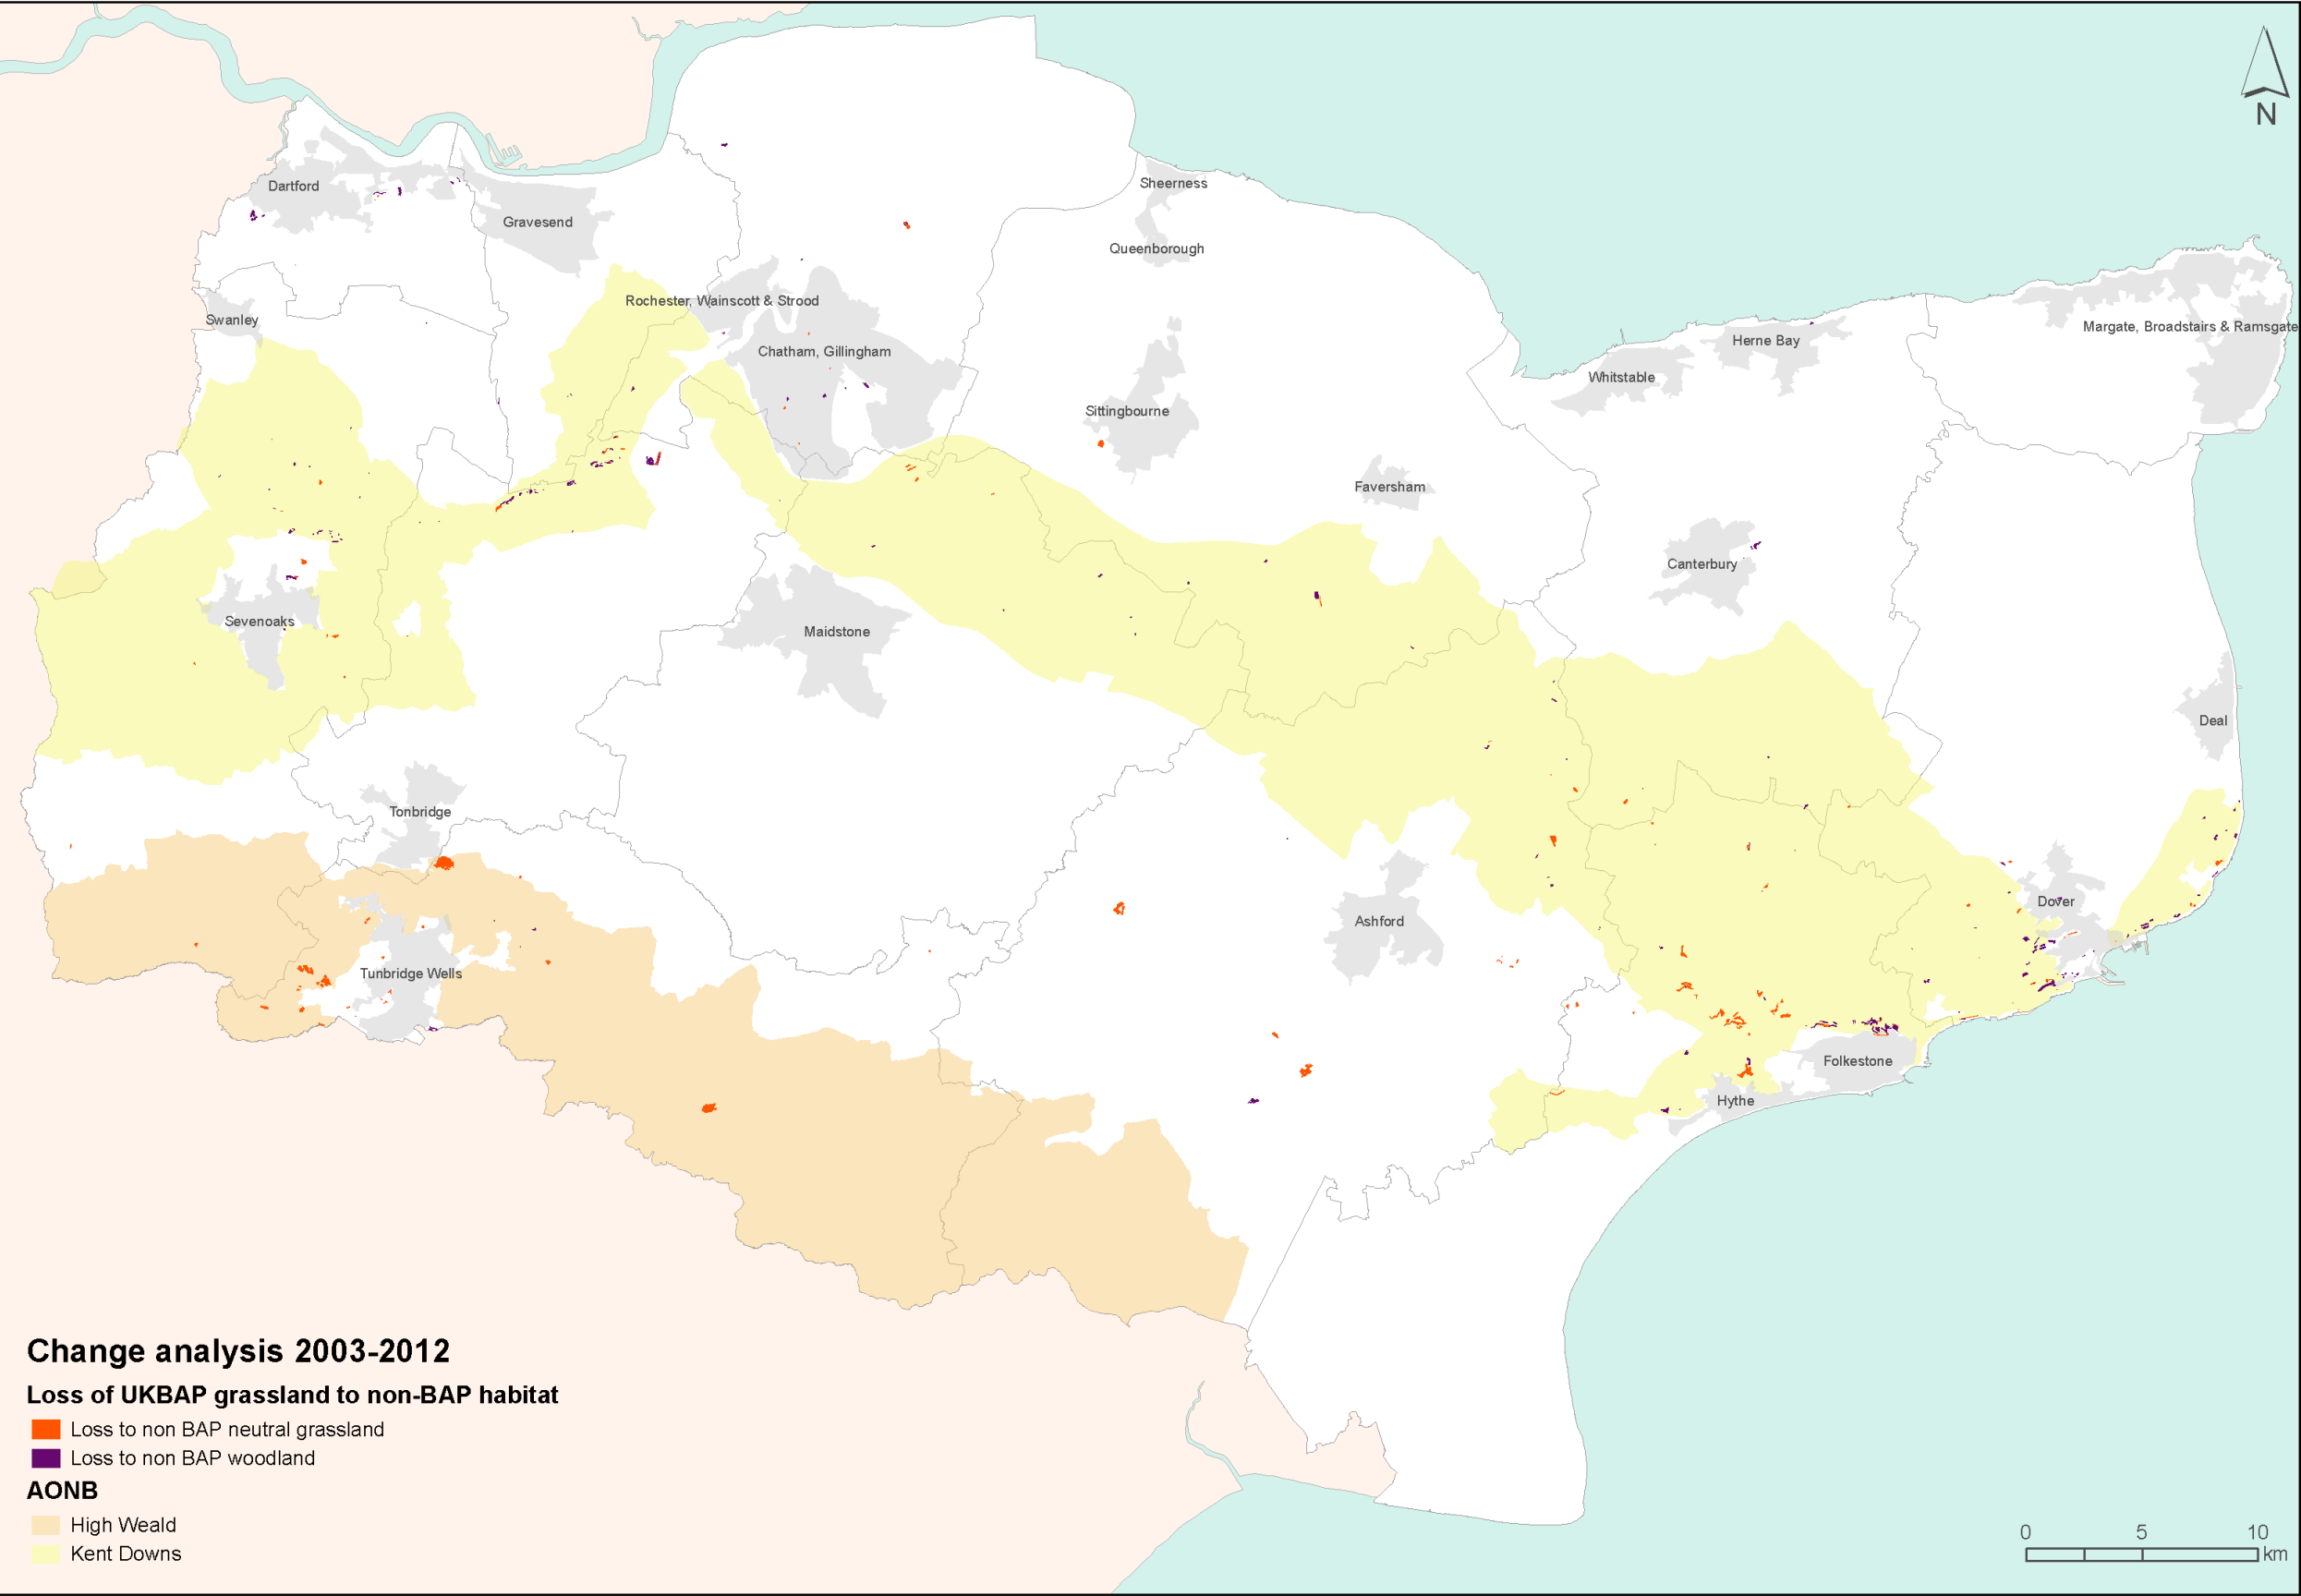 N
Sheerness
Dartford
Gravesend
Queenborough
Rochester, Wainscott & Strood
Swanley
Margate, Broadstairs & Ramsgate
Herne Bay
Chatham, Gillingham
Whitstable
Sittingbourne
Faversham
Canterbury
Sevenoaks
Maidstone
Deal
Tonbridge
Dover
Ashford
Tunbridge Wells
Folkestone
Hythe
Change analysis 2003-2012
Loss of UKBAP grassland to non-BAP habitat
Loss to non BAP neutral grassland
Loss to non BAP woodland
AONB
High Weald
Kent Downs
0 5 10
km